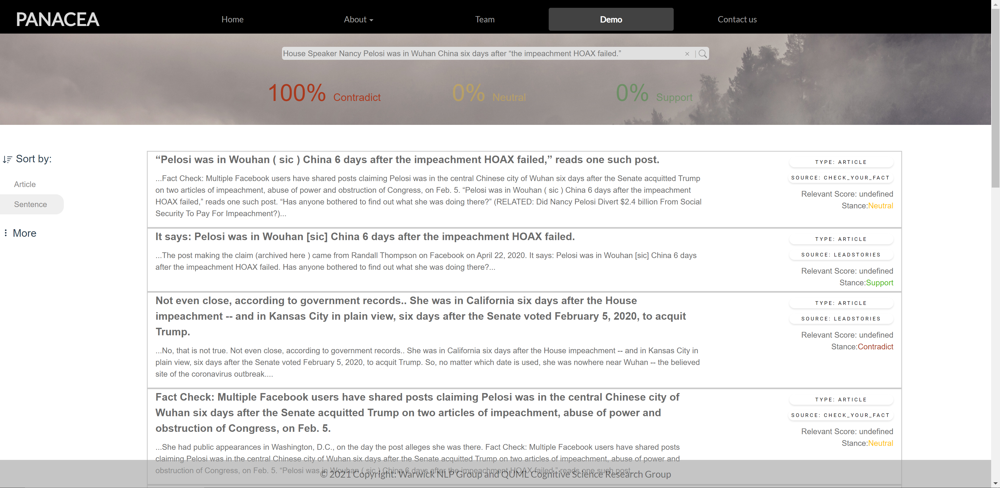 PANACEA
Home
About
Team
Demo
Contact us
House Speaker Nancy Pelosi was in Wuhan China six days after “the impeachment HOAX failed.”
100% Contradict
0% Neutral
0% Support
Sort by:
Article
Sentence
More
“Pelosi was in Wouhan ( sic ) China 6 days after the impeachment HOAX failed,” reads one such post.
...Fact Check: Multiple Facebook users have shared posts claiming Pelosi was in the central Chinese city of Wuhan six days after the Senate acquitted Trump
on two articles of impeachment, abuse of power and obstruction of Congress, on Feb. 5. “Pelosi was in Wouhan ( sic ) China 6 days after the impeachment
HOAX failed,” reads one such post. “Has anyone bothered to find out what she was doing there?” (RELATED: Did Nancy Pelosi Divert $2.4 billion From Social
Security To Pay For Impeachment?)...
TYPE: ARTICLE
SOURCE: CHECK_YOUR_FACT
Relevant Score: undefined
Stance:Neutral
It says: Pelosi was in Wouhan [sic] China 6 days after the impeachment HOAX failed.
...The post making the claim (archived here ) came from Randall Thompson on Facebook on April 22, 2020. It says: Pelosi was in Wouhan [sic] China 6 days
after the impeachment HOAX failed. Has anyone bothered to find out what she was doing there?...
TYPE: ARTICLE
SOURCE: LEADSTORIES
Relevant Score: undefined
Stance:Support
Not even close, according to government records.. She was in California six days after the House
impeachment -- and in Kansas City in plain view, six days after the Senate voted February 5, 2020, to acquit
Trump.
...No, that is not true. Not even close, according to government records.. She was in California six days after the House impeachment -- and in Kansas City in
plain view, six days after the Senate voted February 5, 2020, to acquit Trump. So, no matter which date is used, she was nowhere near Wuhan -- the believed
site of the coronavirus outbreak....
TYPE: ARTICLE
SOURCE: LEADSTORIES
Relevant Score: undefined
Stance:Contradict
Fact Check: Multiple Facebook users have shared posts claiming Pelosi was in the central Chinese city of
Wuhan six days after the Senate acquitted Trump on two articles of impeachment, abuse of power and
obstruction of Congress, on Feb. 5.
...She had public appearances in Washington, D.C., on the day the post alleges she was there. Fact Check: Multiple Facebook users have shared posts
claiming Pelosi was in the central Chinese city of Wuhan six days after the Senate acquitted Trump on two articles of impeachment, abuse of power and
obstruction of Congress, on Feb. 5. “Pelosi was in Wouhan ( sic ) China 6 days after the impeachment HOAX failed,” reads one such post...
TYPE: ARTICLE
SOURCE: CHECK_YOUR_FACT
Relevant Score: undefined
Stance:Neutral
© 2021 Copyright: Warwick NLP Group and QUML Cognitive Science Research Group